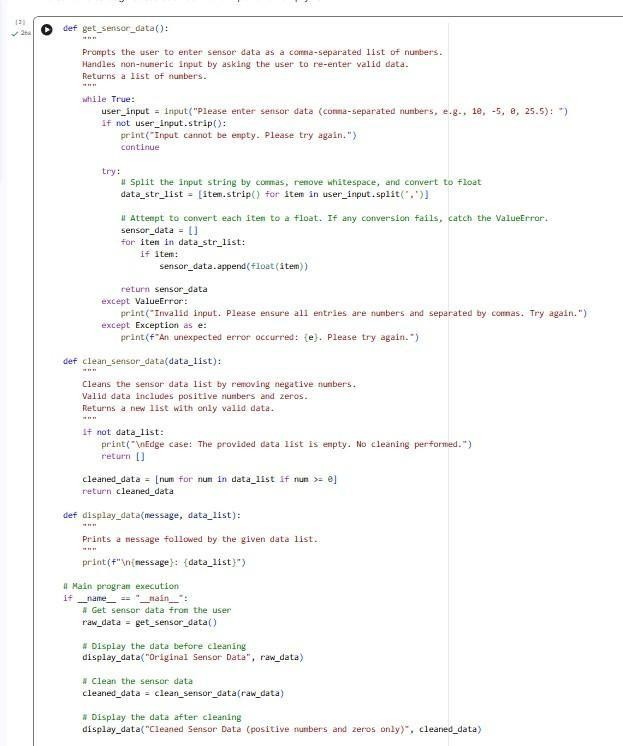 [2]
def get_sensor_data():
"""
Prompts the user to enter sensor data as a comma-separated list of numbers.
Handles non-numeric input by asking the user to re-enter valid data.
Returns a list of numbers.
"""
while True:
user_input = input("Please enter sensor data (comma-separated numbers, e.g., 10, -5, 0, 25.5): ")
if not user_input.strip():
print("Input cannot be empty. Please try again.")
continue
try:
# Split the input string by commas, remove whitespace, and convert to float
data_str_list = [item.strip() for item in user_input.split(',')]
# Attempt to convert each item to a float. If any conversion fails, catch the ValueError.
sensor_data = []
for item in data_str_list:
if item:
sensor_data.append(float(item))
return sensor_data
except ValueError:
print("Invalid input. Please ensure all entries are numbers and separated by commas. Try again.")
except Exception as e:
print(f"An unexpected error occurred: {e}. Please try again.")
def clean_sensor_data(data_list):
"""
Cleans the sensor data list by removing negative numbers.
Valid data includes positive numbers and zeros.
Returns a new list with only valid data.
"""
if not data_list:
print("\nEdge case: The provided data list is empty. No cleaning performed.")
return []
cleaned_data = [num for num in data_list if num >= 0]
return cleaned_data
def display_data(message, data_list):
"""
Prints a message followed by the given data list.
"""
print(f"\n{message}: {data_list}")
# Main program execution
if __name__ == "__main__":
# Get sensor data from the user
raw_data = get_sensor_data()
# Display the data before cleaning
display_data("Original Sensor Data", raw_data)
# Clean the sensor data
cleaned_data = clean_sensor_data(raw_data)
# Display the data after cleaning
display_data("Cleaned Sensor Data (positive numbers and zeros only)", cleaned_data)